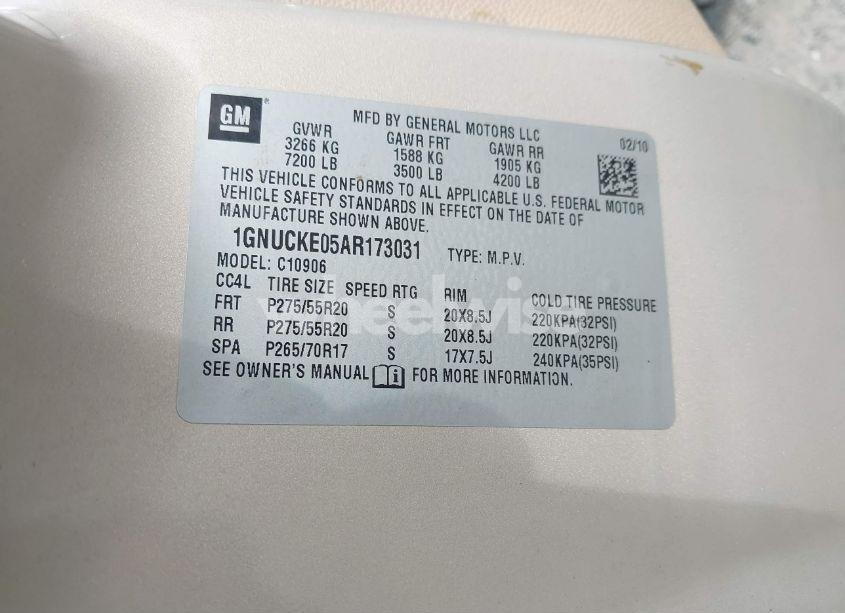 GM
MFD BY GENERAL MOTORS LLC
02/10
GVWR GAWR FRT GAWR RR
3266 KG 1588 KG 1905 KG
7200 LB 3500 LB 4200 LB
THIS VEHICLE CONFORMS TO ALL APPLICABLE U.S. FEDERAL MOTOR
VEHICLE SAFETY STANDARDS IN EFFECT ON THE DATE OF
MANUFACTURE SHOWN ABOVE.
1GNUCKE05AR173031 TYPE: M.P.V.
MODEL: C10906
CC4L TIRE SIZE SPEED RTG RIM COLD TIRE PRESSURE
FRT P275/55R20 S 20X8.5J 220KPA(32PSI)
RR P275/55R20 S 20X8.5J 220KPA(32PSI)
SPA P265/70R17 S 17X7.5J 240KPA(35PSI)
SEE OWNER'S MANUAL FOR MORE INFORMATION.